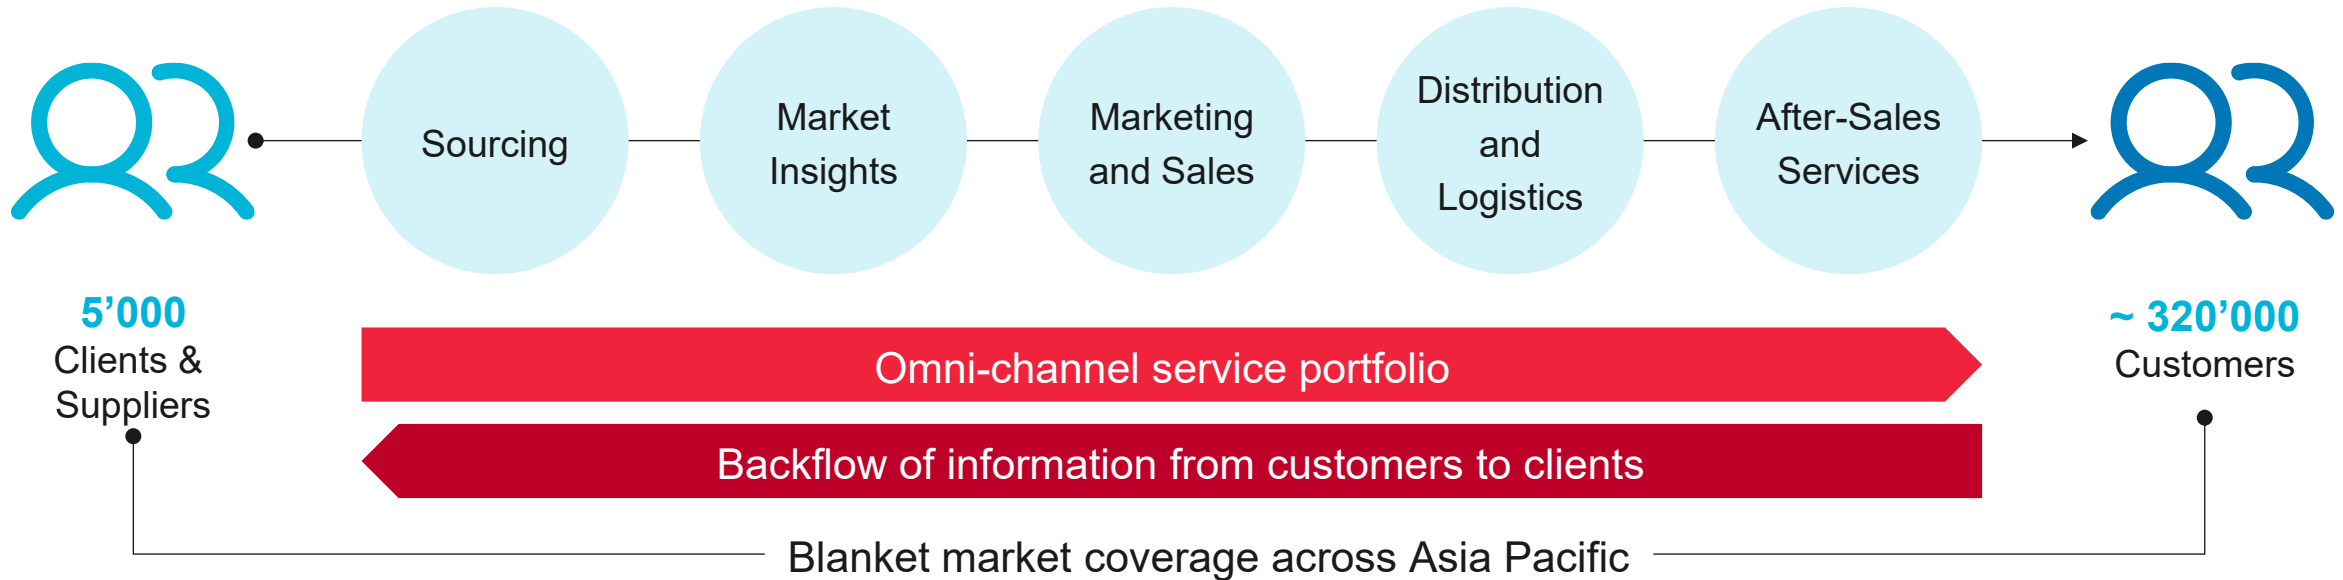 Sourcing
Market
Insights
Marketing
and Sales
Distribution
and
Logistics
After-Sales
Services
5’000
Clients &
Suppliers
~ 320’000
Customers
Omni-channel service portfolio
Backflow of information from customers to clients
Blanket market coverage across Asia Pacific